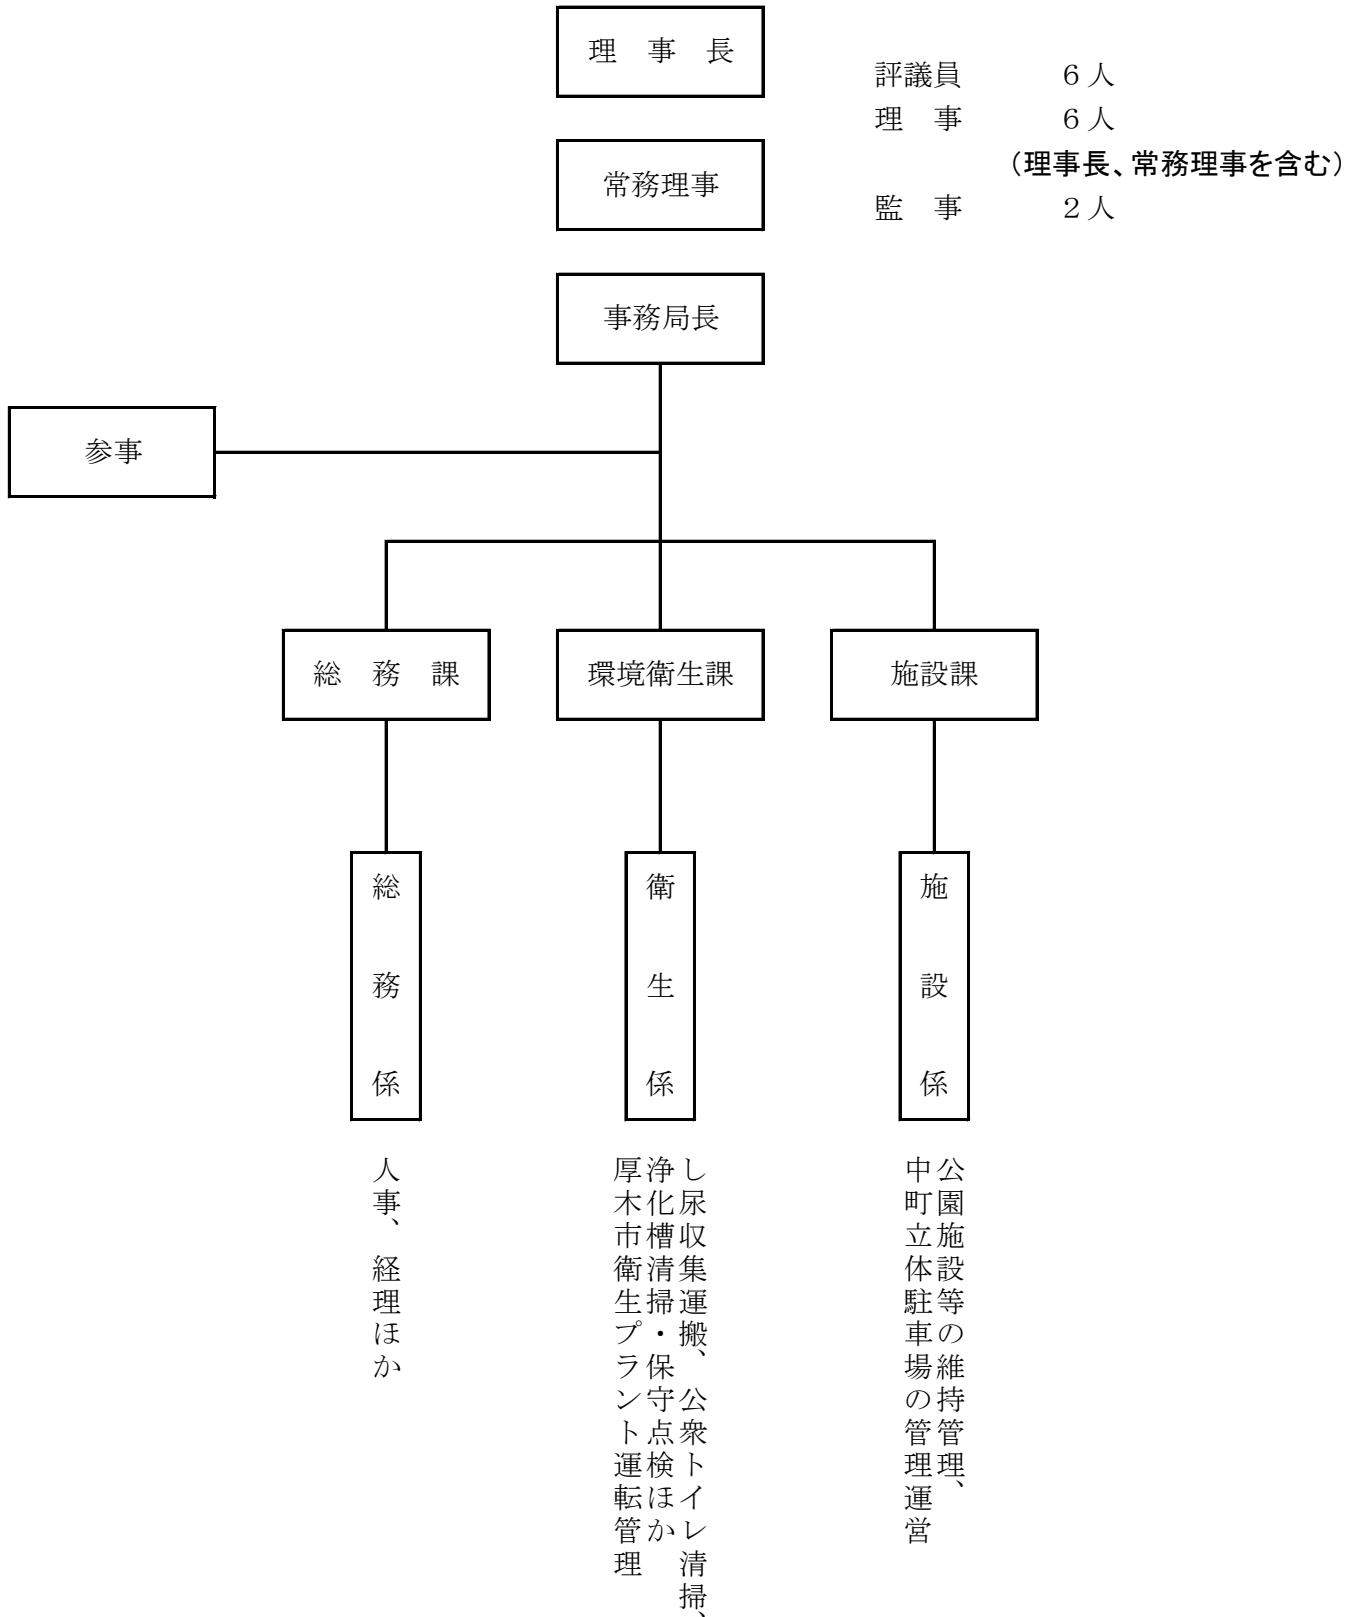 理　事　長
評議員　６人
理　事　６人
（理事長、常務理事を含む）
監　事　２人
常務理事
事務局長
参事
総　務　課
環境衛生課
施設課
総務係
衛生係
施設係
人事、経理ほか
し尿収集運搬、公衆トイレ清掃、
浄化槽清掃・保守点検ほか
厚木市衛生プラント運転管理
公園施設等の維持管理、
中町立体駐車場の管理運営